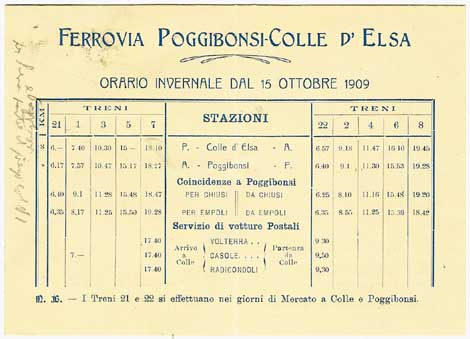 FERROVIA POGGIBONSI-COLLE D' ELSA
ORARIO INVERNALE DAL 15 OTTOBRE 1909
KM TRENI STAZIONI TRENI
21 1 3 5 7 22 2 4 6 8
6.— 7.40 10.30 15— 18.10 P. - Colle d' Elsa - A. 6.57 9.18 11.47 16.10 19.45
6.17 7.57 10.47 15.17 18.27 A. - Poggibonsi - P. 6.40 9.1 11.30 15.53 19.28
Coincidenze a Poggibonsi
6.40 9.1 11.28 15.48 18.47 PER CHIUSI DA CHIUSI 6.25 8.10 11.16 15.49 19.20
6.35 8.17 11.25 15.50 19.28 PER EMPOLI DA EMPOLI 6.35 8.55 11.25 15.39 18.42
Servizio di vetture Postali
17.40 VOLTERRA . . 9.30
7.— 17.40 Arrivo a Colle CASOLE. . . . Partenza da Colle 9.50
17.40 RADICONDOLI 9.30
N. B. — I Treni 21 e 22 si effettuano nei giorni di Mercato a Colle e Poggibonsi.